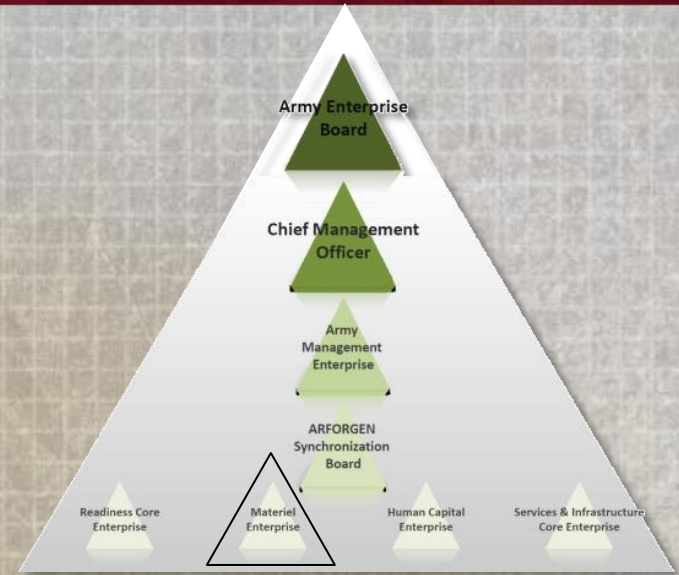 Army Enterprise
Board
Chief Management
Officer
Army
Management
Enterprise
ARFORGEN
Synchronization
Board
Readiness Core
Enterprise
Materiel
Enterprise
Human Capital
Enterprise
Services & Infrastructure
Core Enterprise